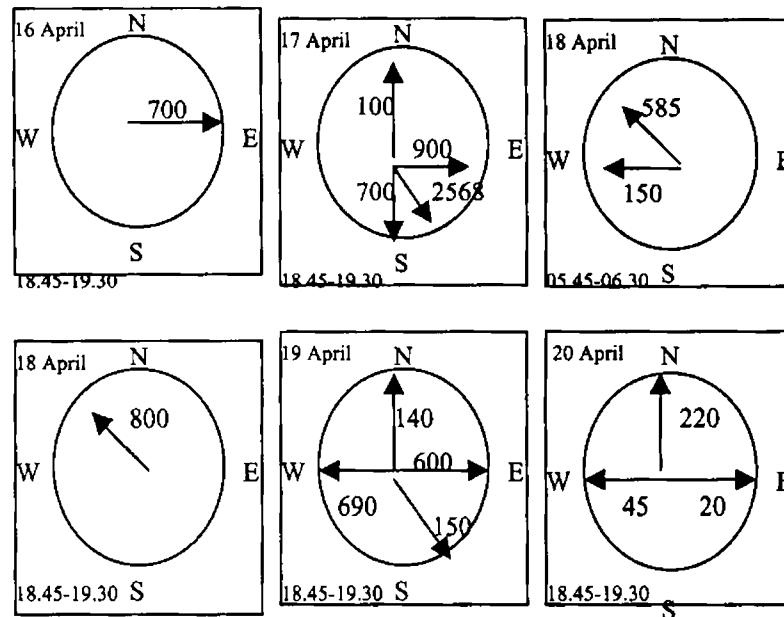 16 April
N
700
W
E
S
18.45-19.30
17 April
N
100
900
W
E
700
2568
S
18.45-19.30
18 April
N
585
W
E
150
S
05.45-06.30
18 April
N
800
W
E
S
18.45-19.30
19 April
N
140
600
W
E
690
150
S
18.45-19.30
20 April
N
220
W
E
45
20
18.45-19.30
S